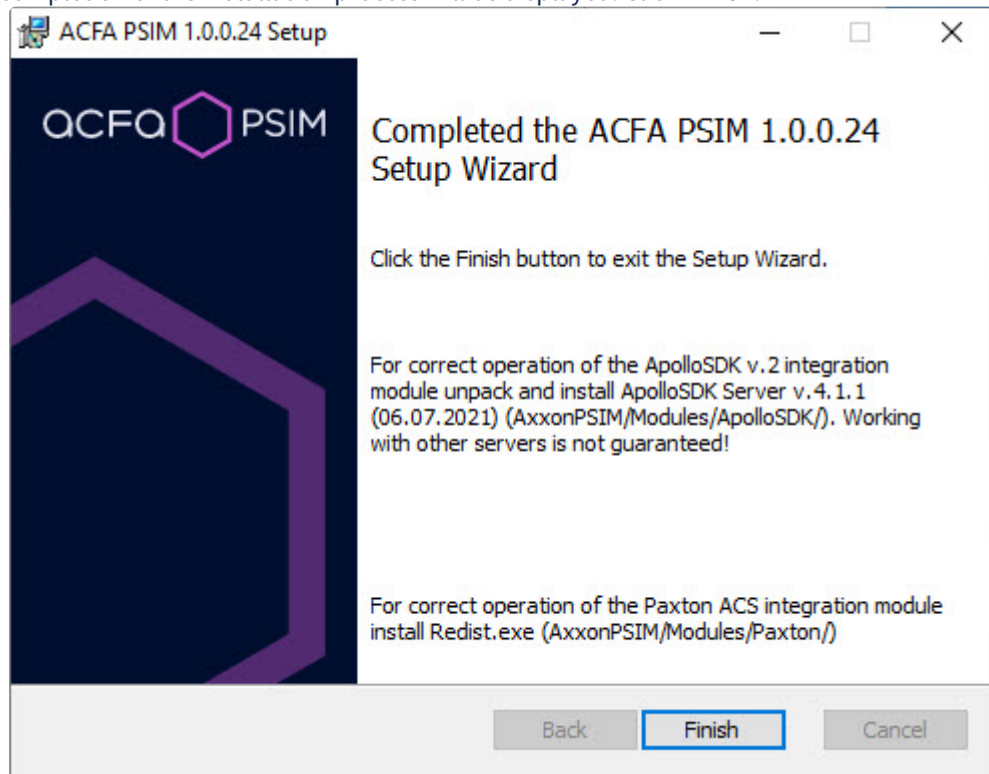 ACFA PSIM 1.0.0.24 Setup
acfa PSIM
Completed the ACFA PSIM 1.0.0.24
Setup Wizard
Click the Finish button to exit the Setup Wizard.
For correct operation of the ApolloSDK v.2 integration
module unpack and install ApolloSDK Server v.4.1.1
(06.07.2021) (AxxonPSIM/Modules/ApolloSDK/). Working
with other servers is not guaranteed!
For correct operation of the Paxton ACS integration module
install Redist.exe (AxxonPSIM/Modules/Paxton/)
Back Finish Cancel